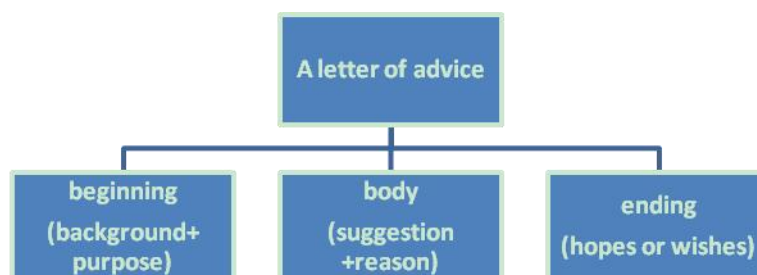 A letter of advice
beginning
(background+
purpose)
body
(suggestion
+reason)
ending
(hopes or wishes)